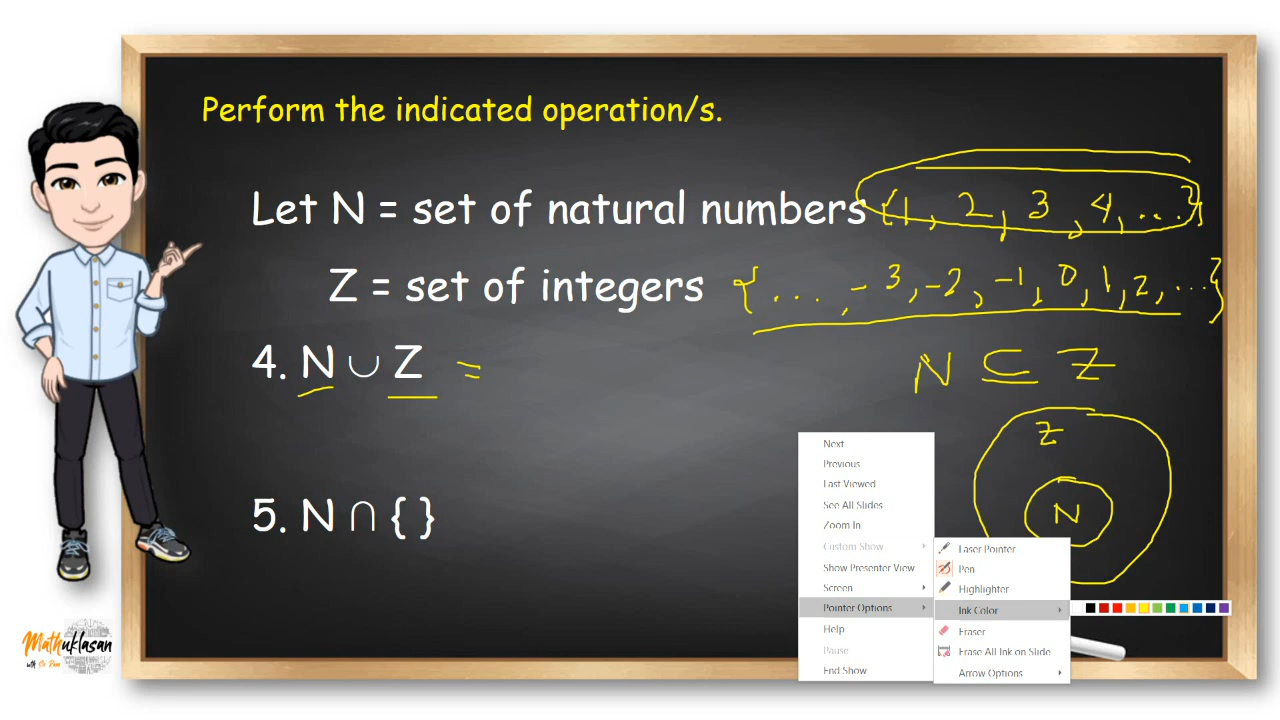 Perform the indicated operation/s.
Let N = set of natural numbers {1, 2, 3, 4, ...}
Z = set of integers {..., -3, -2, -1, 0, 1, 2, ...}
4. N ∪ Z =
N ⊆ Z
Z
N
5. N ∩ { }
Next
Previous
Last Viewed
See All Slides
Zoom In
Custom Show
Show Presenter View
Screen
Pointer Options
Help
Pause
End Show
Laser Pointer
Pen
Highlighter
Ink Color
Eraser
Erase All Ink on Slide
Arrow Options
Mathuklasan
with Sir Ram